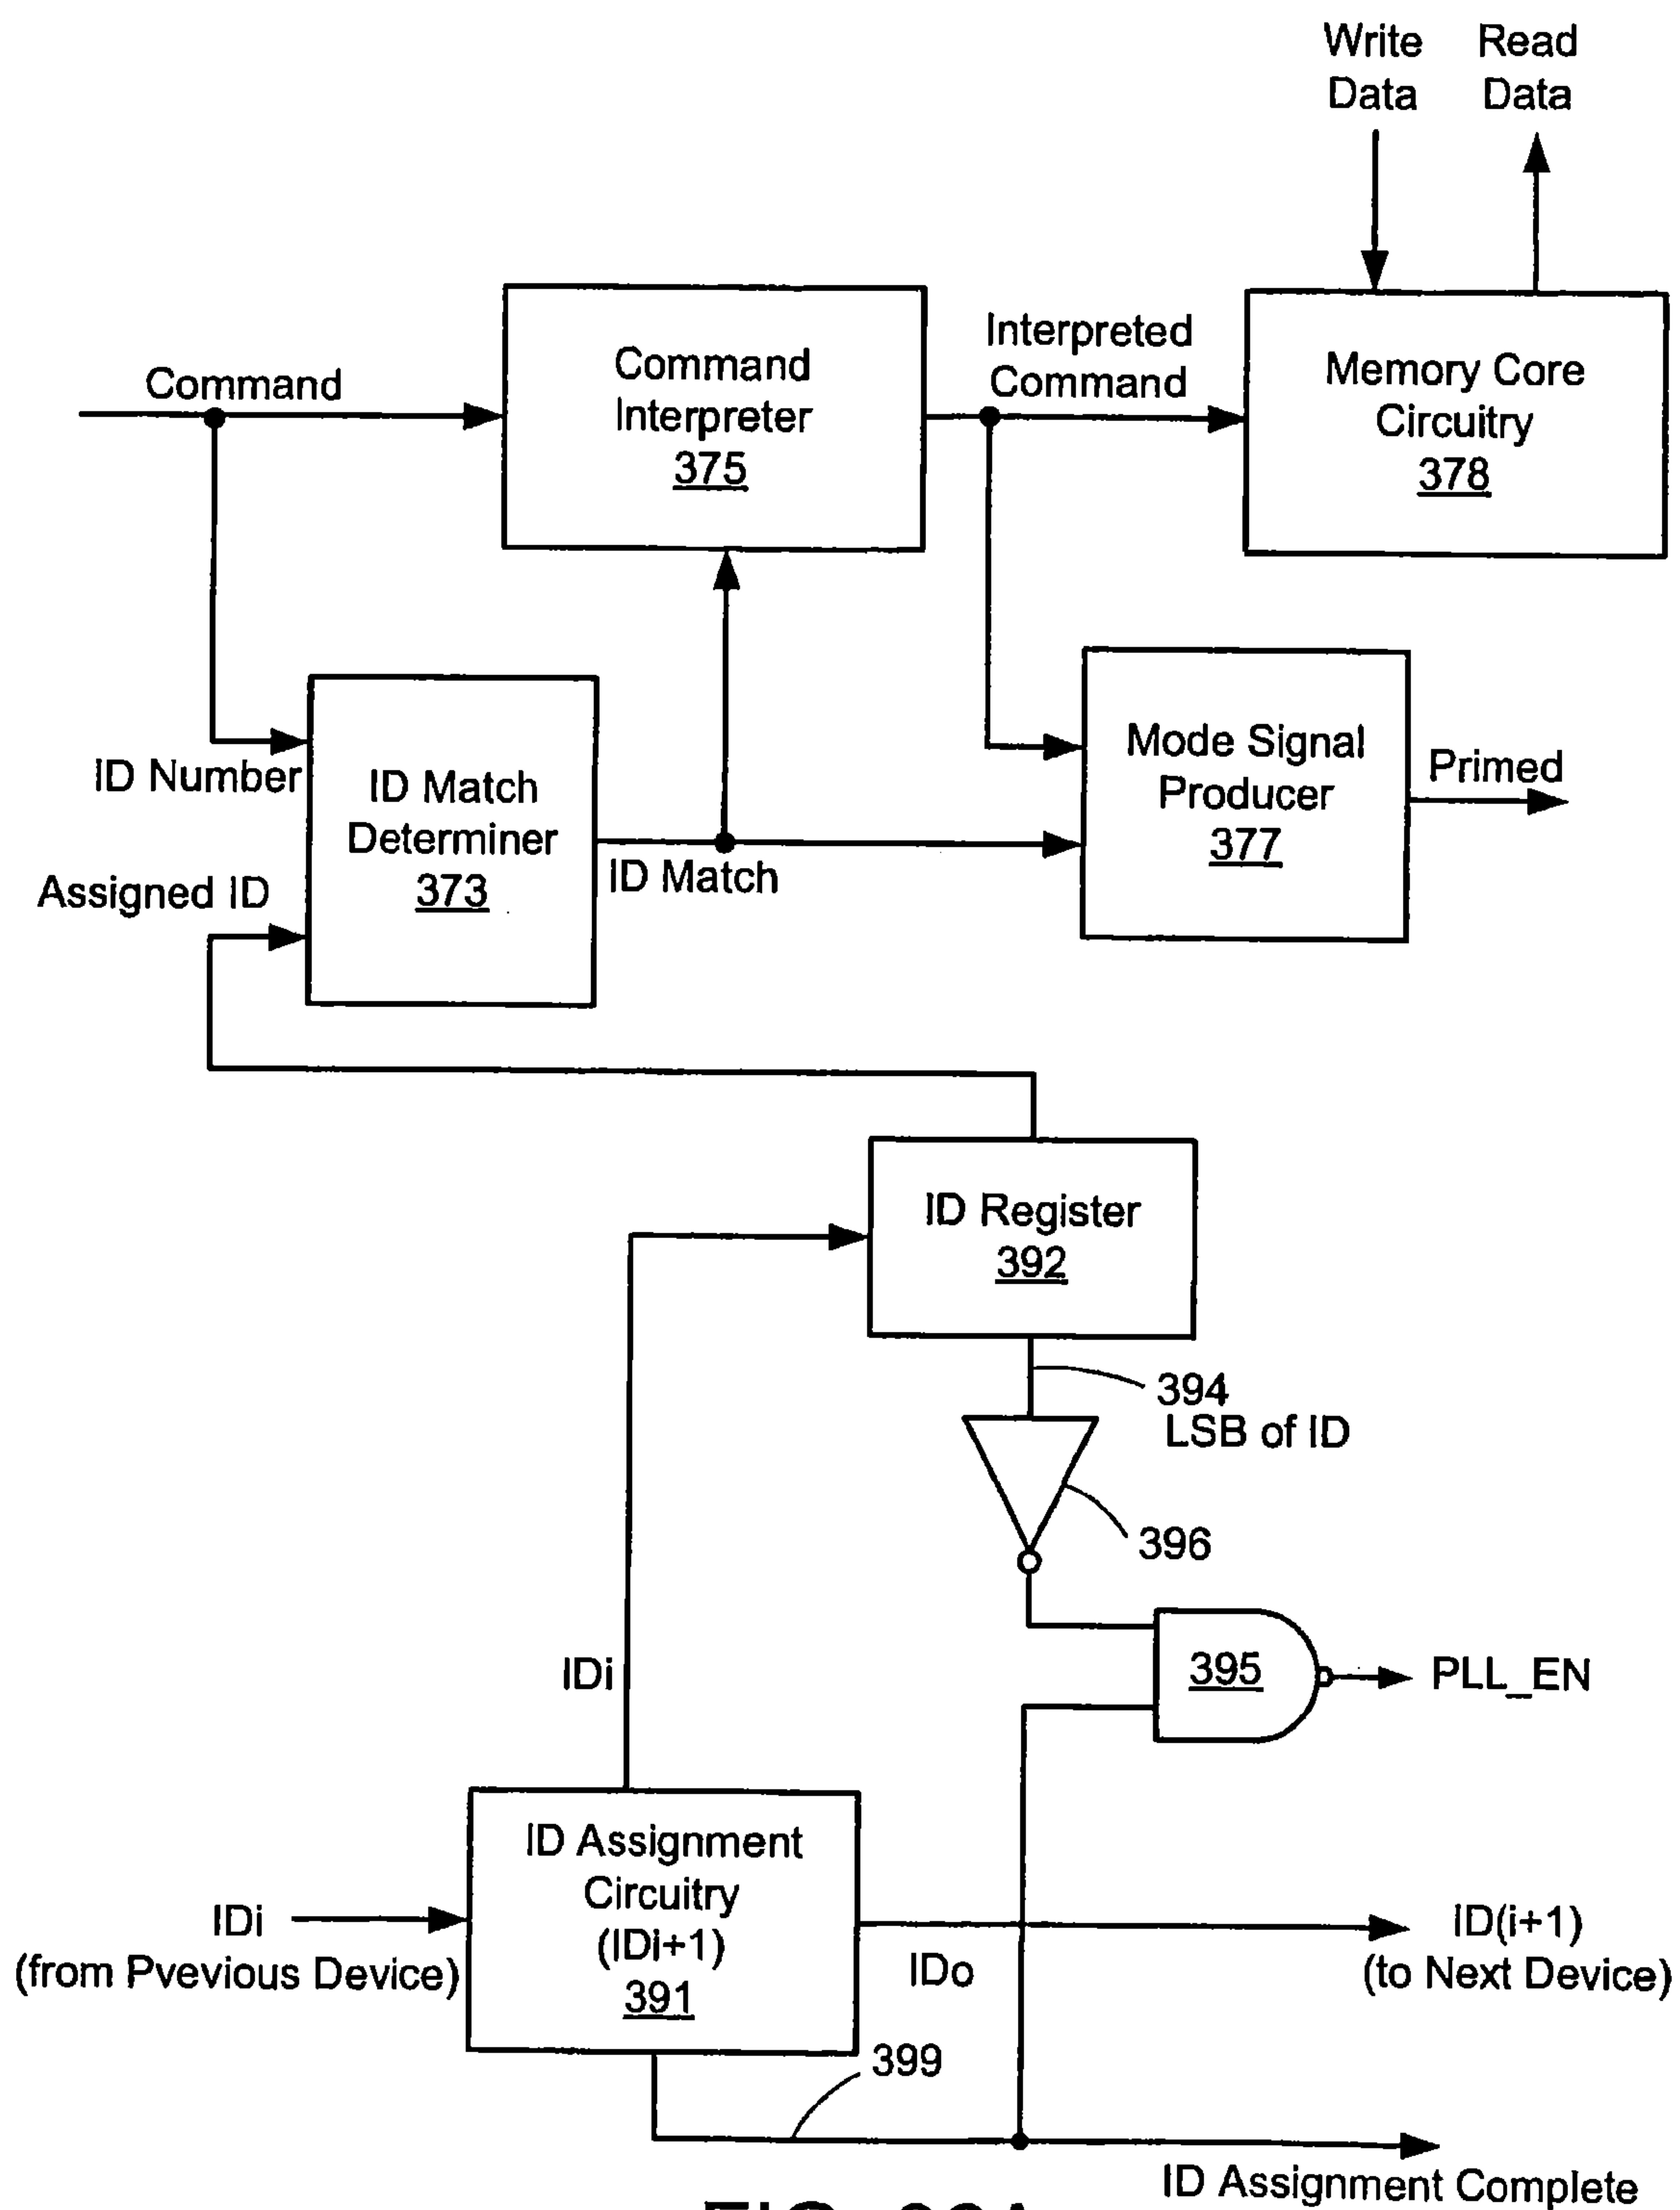 Write Data
Read Data
Command
Command Interpreter 375
Interpreted Command
Memory Core Circuitry 378
ID Number
ID Match Determiner 373
ID Match
Assigned ID
Mode Signal Producer 377
Primed
ID Register 392
394
LSB of ID
396
395
PLL_EN
IDi
ID Assignment Circuitry (IDi+1) 391
IDi
(from Pvevious Device)
IDo
ID(i+1)
(to Next Device)
399
ID Assignment Complete